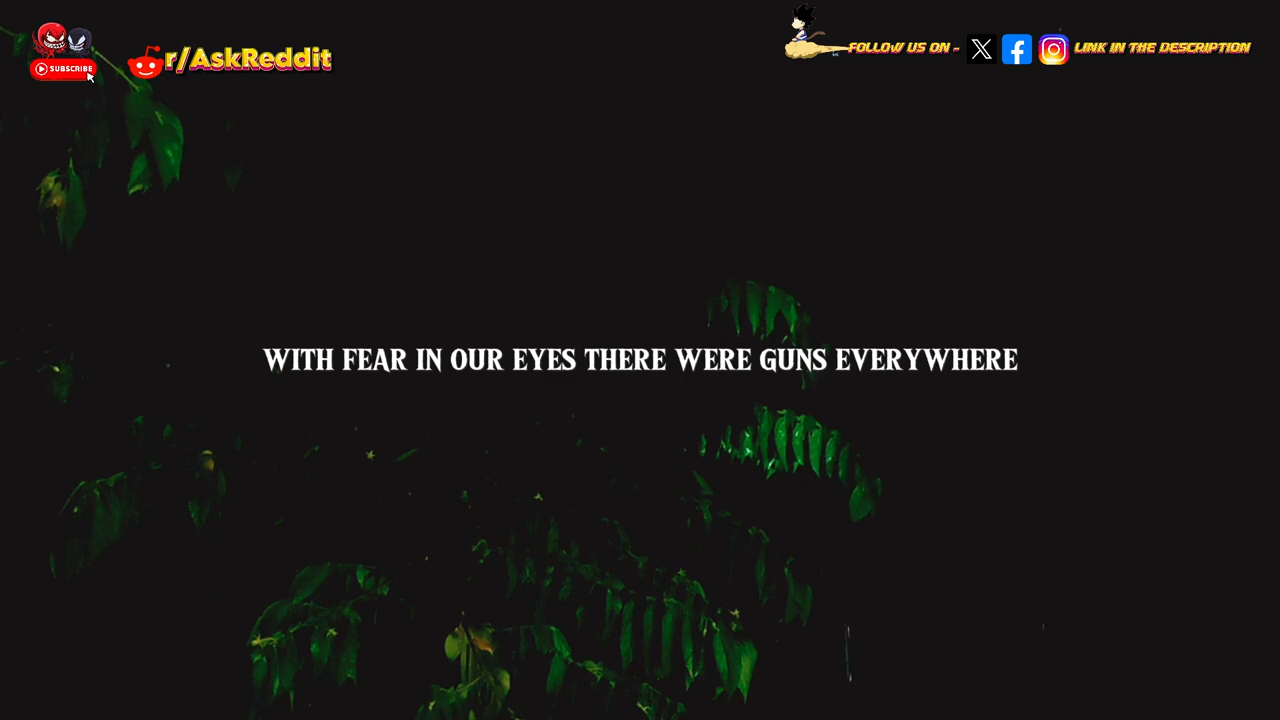 SUBSCRIBE
r/AskReddit
FOLLOW US ON -
LINK IN THE DESCRIPTION
WITH FEAR IN OUR EYES THERE WERE GUNS EVERYWHERE